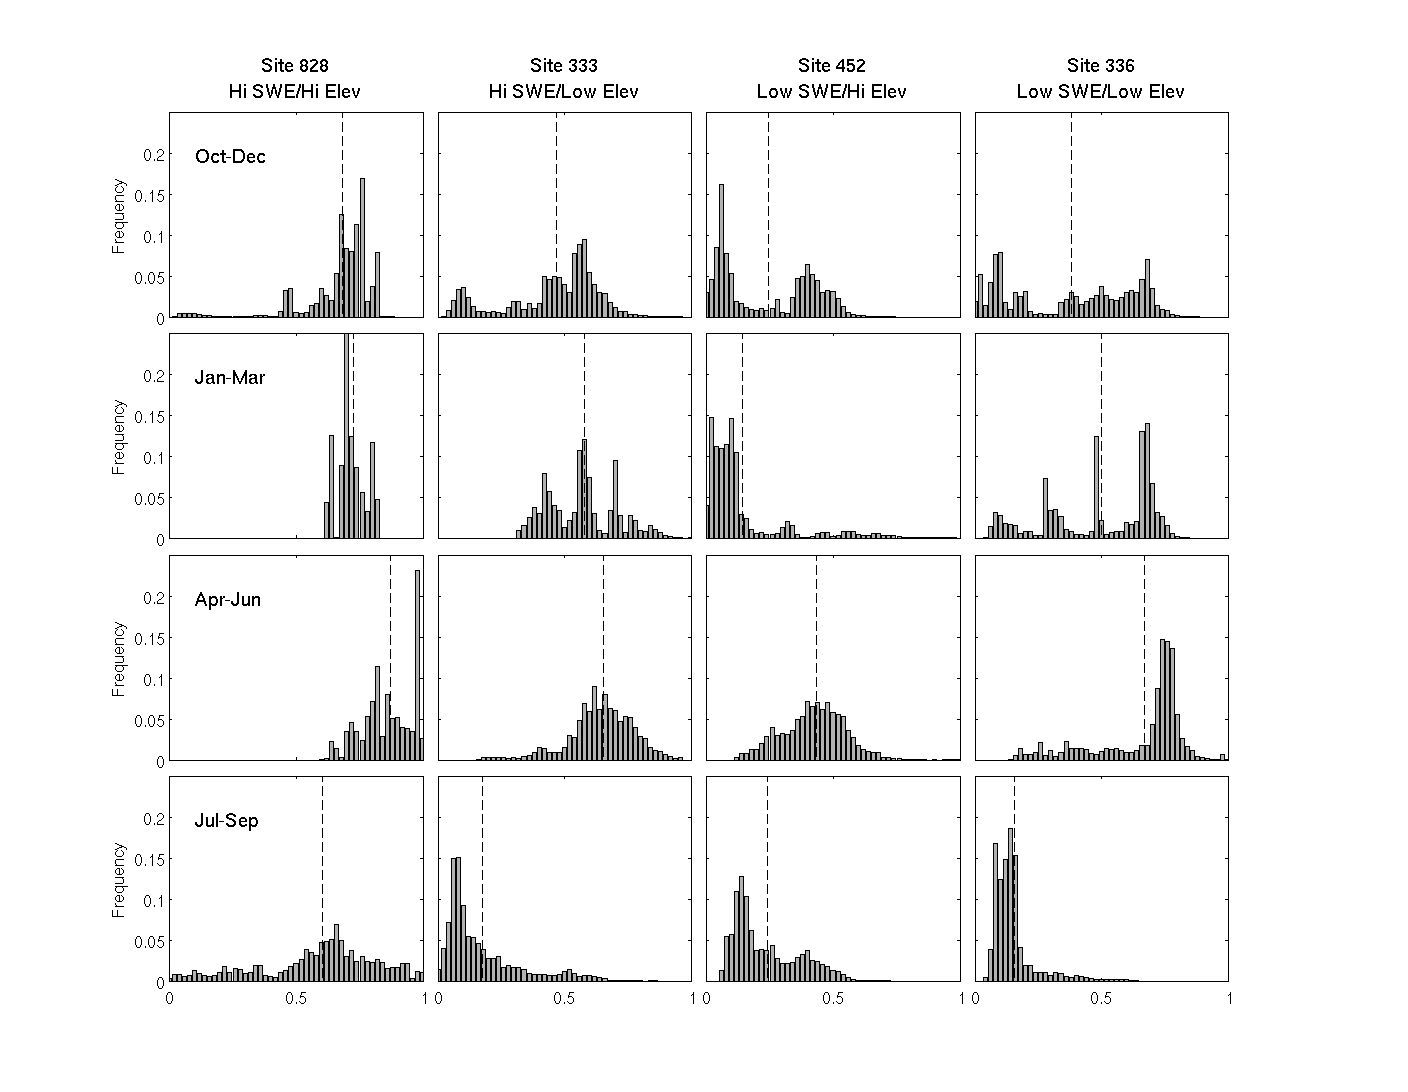 Site 828 Site 333 Site 452 Site 336
Hi SWE/Hi Elev Hi SWE/Low Elev Low SWE/Hi Elev Low SWE/Low Elev
Oct-Dec
Frequency
0.2
0.15
0.1
0.05
0
Jan-Mar
Frequency
0.2
0.15
0.1
0.05
0
Apr-Jun
Frequency
0.2
0.15
0.1
0.05
0
Jul-Sep
Frequency
0.2
0.15
0.1
0.05
0
0 0.5 1 0 0.5 1 0 0.5 1 0 0.5 1